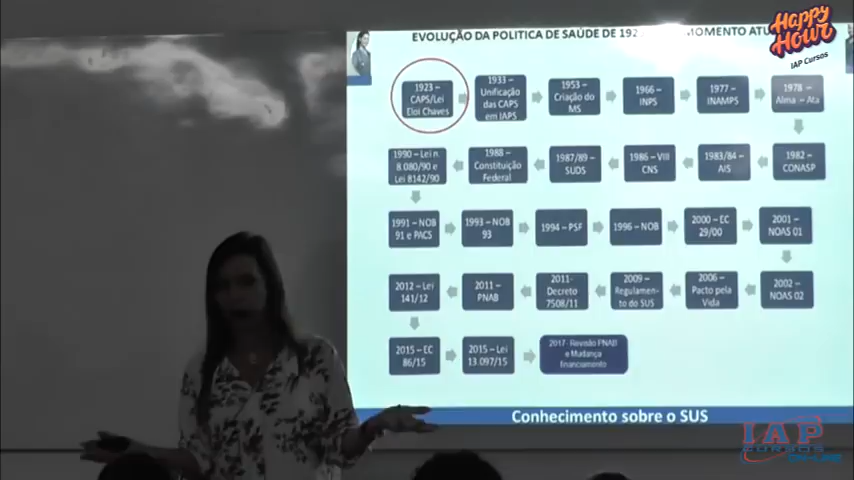 EVOLUÇÃO DA POLITICA DE SAÚDE DE MOMENTO
Happy
Hour
IAP Cursos
1923 –
CAPS/Lei
Eloi Chaves
1933 –
Unificação
das CAPS
em IAPS
1953 –
Criação do
MS
1966 –
INPS
1977 –
INAMPS
1978 –
Alma – Ata
1982 –
CONASP
1983/84 –
AIS
1986 – VIII
CNS
1987/89 –
SUDS
1988 –
Constituição
Federal
1990 – Lei n.
8.080/90 e
Lei 8142/90
1991 – NOB
91 e PACS
1993 – NOB
93
1994 – PSF
1996 – NOB
2000 – EC
29/00
2001 –
NOAS 01
2002 –
NOAS 02
2006 –
Pacto pela
Vida
2009 –
Regulamen-
to do SUS
2011-
Decreto
7508/11
2011 –
PNAB
2012 – Lei
141/12
2015 – EC
86/15
2015 – Lei
13.097/15
2017- Revisão PNAB
e Mudança
financiamento
Conhecimento sobre o SUS
IAP
CURSOS
ON-LINE